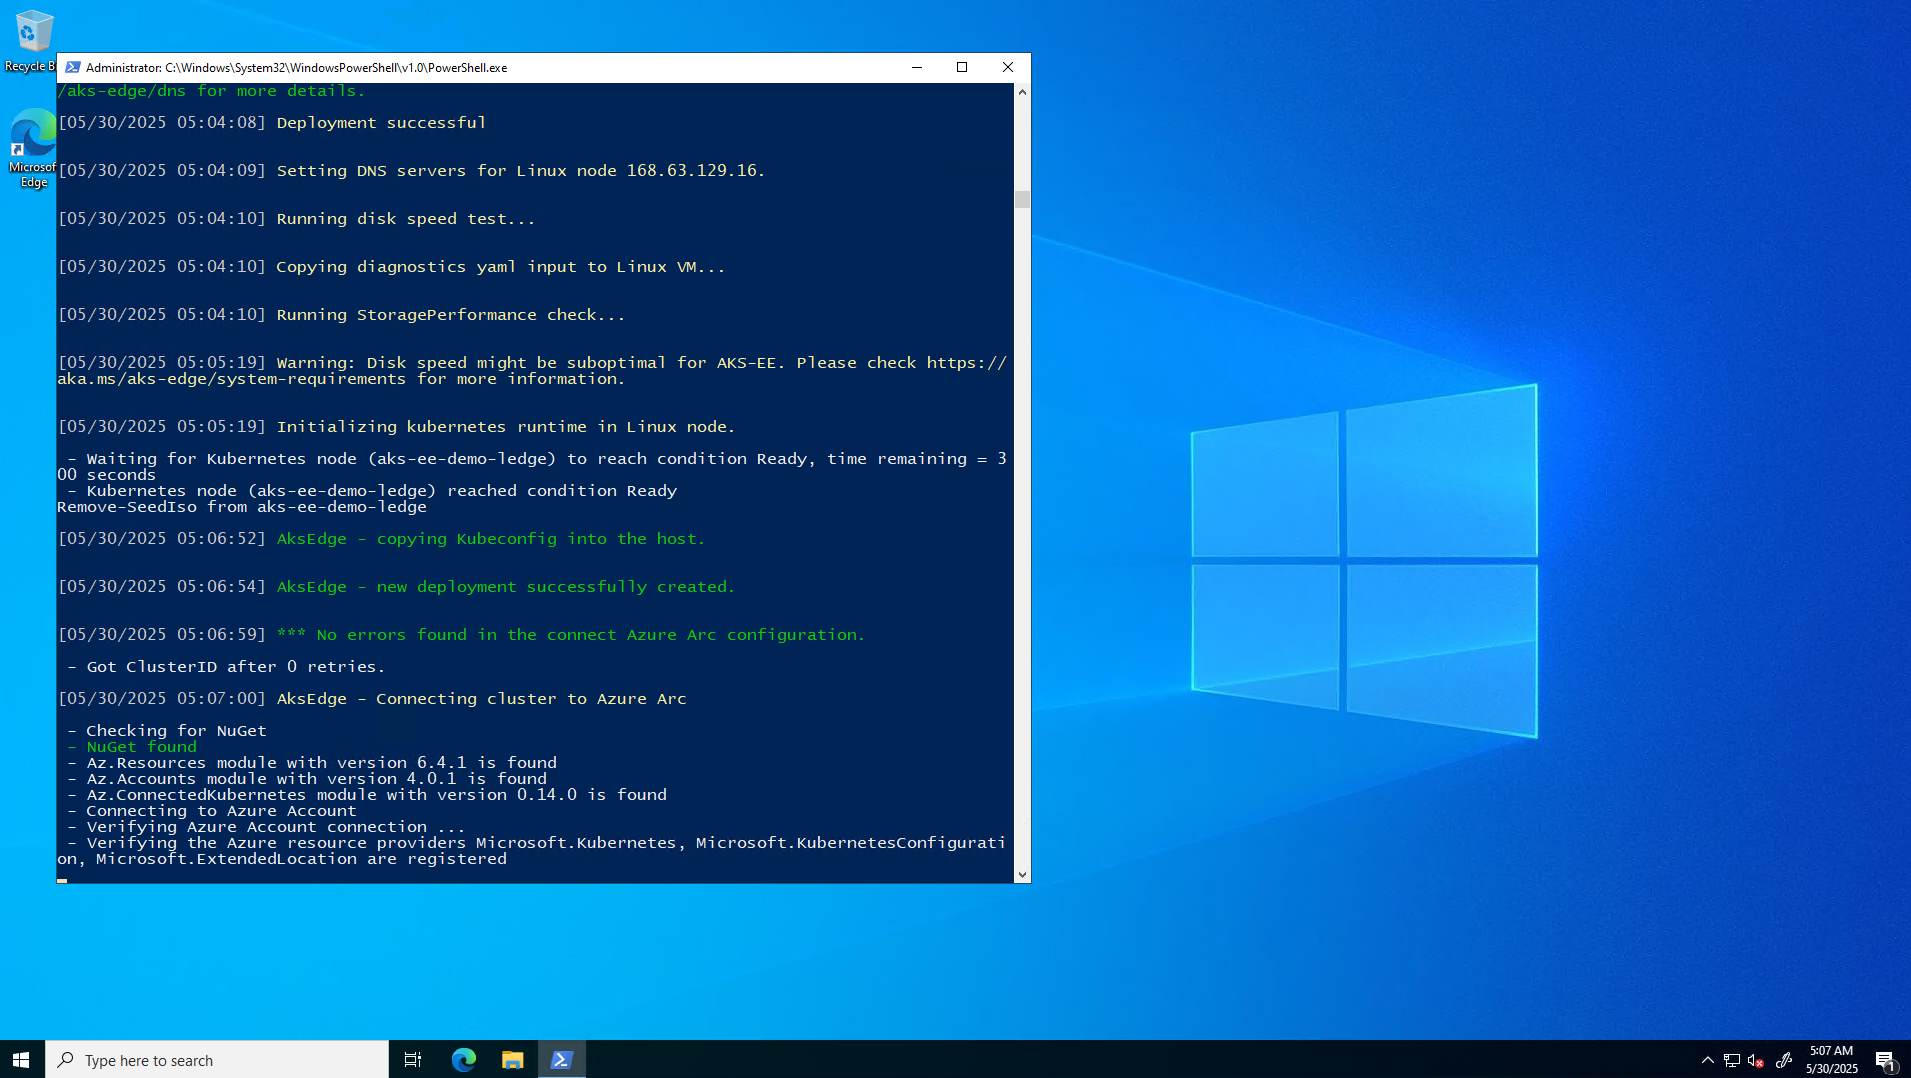 Recycle B
Microsof
Edge
Administrator: C:\Windows\System32\WindowsPowerShell\v1.0\PowerShell.exe
/aks-edge/dns for more details.
[05/30/2025 05:04:08] Deployment successful
[05/30/2025 05:04:09] Setting DNS servers for Linux node 168.63.129.16.
[05/30/2025 05:04:10] Running disk speed test...
[05/30/2025 05:04:10] Copying diagnostics yaml input to Linux VM...
[05/30/2025 05:04:10] Running StoragePerformance check...
[05/30/2025 05:05:19] Warning: Disk speed might be suboptimal for AKS-EE. Please check https://
aka.ms/aks-edge/system-requirements for more information.
[05/30/2025 05:05:19] Initializing kubernetes runtime in Linux node.
- Waiting for Kubernetes node (aks-ee-demo-ledge) to reach condition Ready, time remaining = 3
00 seconds
- Kubernetes node (aks-ee-demo-ledge) reached condition Ready
Remove-SeedIso from aks-ee-demo-ledge
[05/30/2025 05:06:52] AksEdge - copying Kubeconfig into the host.
[05/30/2025 05:06:54] AksEdge - new deployment successfully created.
[05/30/2025 05:06:59] *** No errors found in the connect Azure Arc configuration.
- Got ClusterID after 0 retries.
[05/30/2025 05:07:00] AksEdge - Connecting cluster to Azure Arc
- Checking for NuGet
- NuGet found
- Az.Resources module with version 6.4.1 is found
- Az.Accounts module with version 4.0.1 is found
- Az.ConnectedKubernetes module with version 0.14.0 is found
- Connecting to Azure Account
- Verifying Azure Account connection ...
- Verifying the Azure resource providers Microsoft.Kubernetes, Microsoft.KubernetesConfigurati
on, Microsoft.ExtendedLocation are registered
Type here to search
5:07 AM
5/30/2025
1